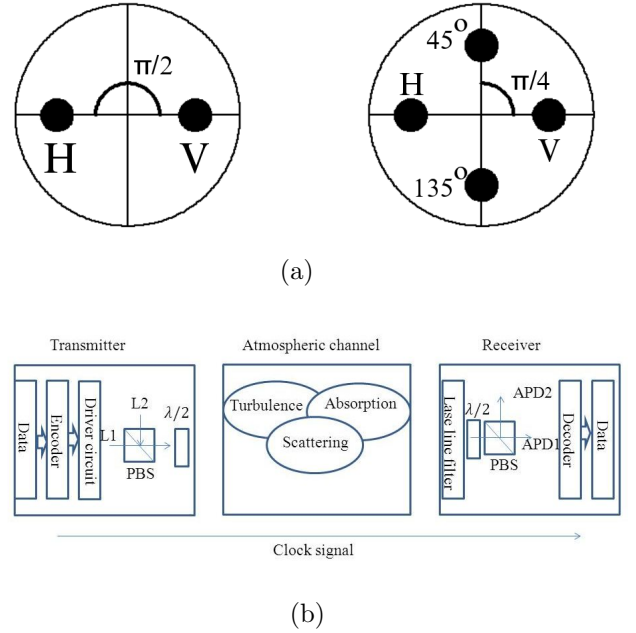 π/2
H
V
45°
H
π/4
V
135°
(a)
Transmitter
Atmospheric channel
Receiver
Data
Encoder
Driver circuit
L1
L2
PBS
λ/2
Turbulence
Absorption
Scattering
Lase line filter
λ/2
PBS
APD2
APD1
Decoder
Data
Clock signal
(b)